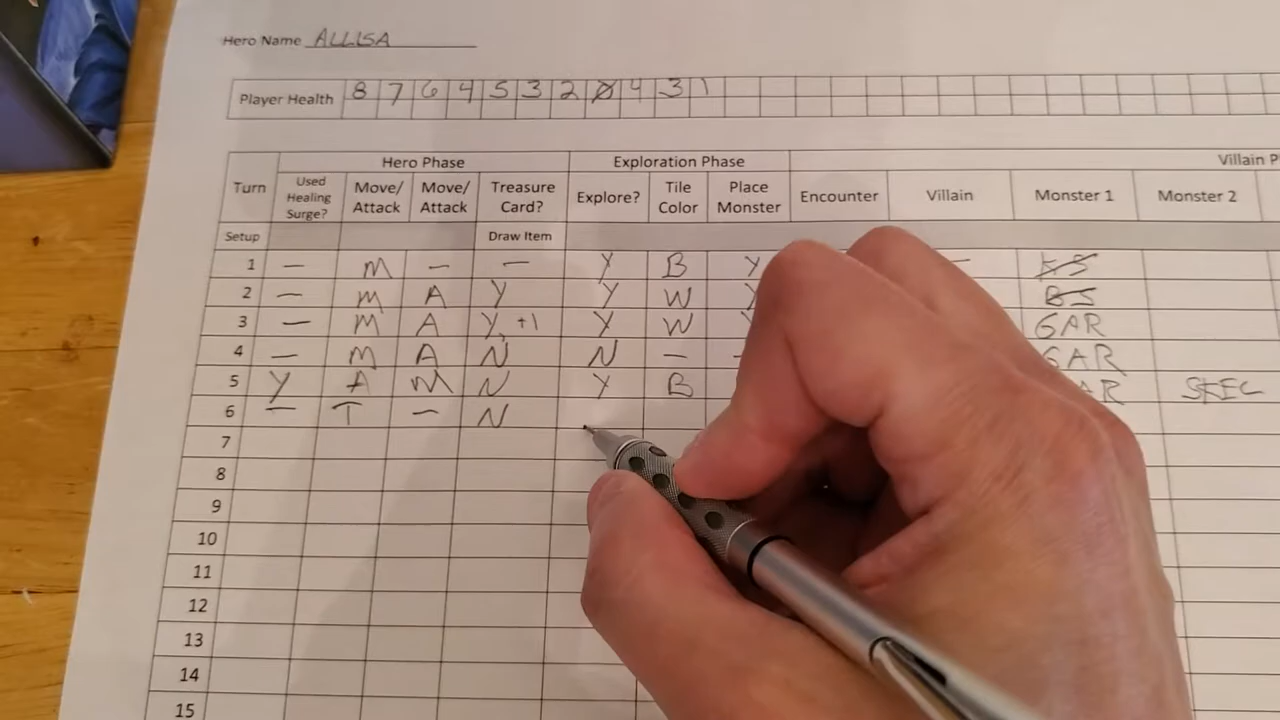 Hero Name ALLISA
Player Health 8 7 6 4 5 3 2 0 4 3 1
Hero Phase Exploration Phase Villain P
Turn Used Healing Surge? Move/Attack Move/Attack Treasure Card? Explore? Tile Color Place Monster Encounter Villain Monster 1 Monster 2
Setup Draw Item
1 – M – – Y B Y –
2 – M A Y Y W
3 – M A Y, +1 Y W GAR
4 – M A N N – – GAR
5 Y A M N Y B AR SKEL
6 – T – N
7
8
9
10
11
12
13
14
15